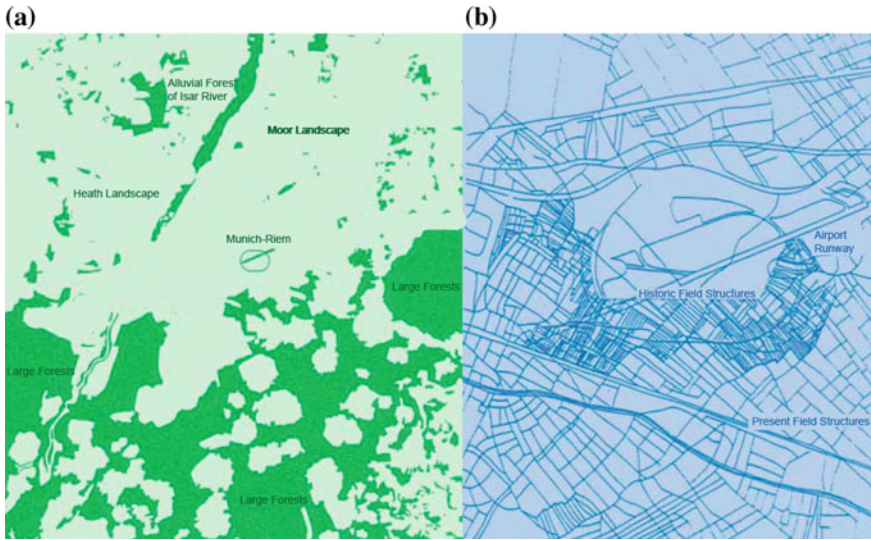 (a)
(b)
Alluvial Forest
of Isar River
Moor Landscape
Heath Landscape
Munich-Riem
Large Forests
Large Forests
Large Forests
Airport
Runway
Historic Field Structures
Present Field Structures